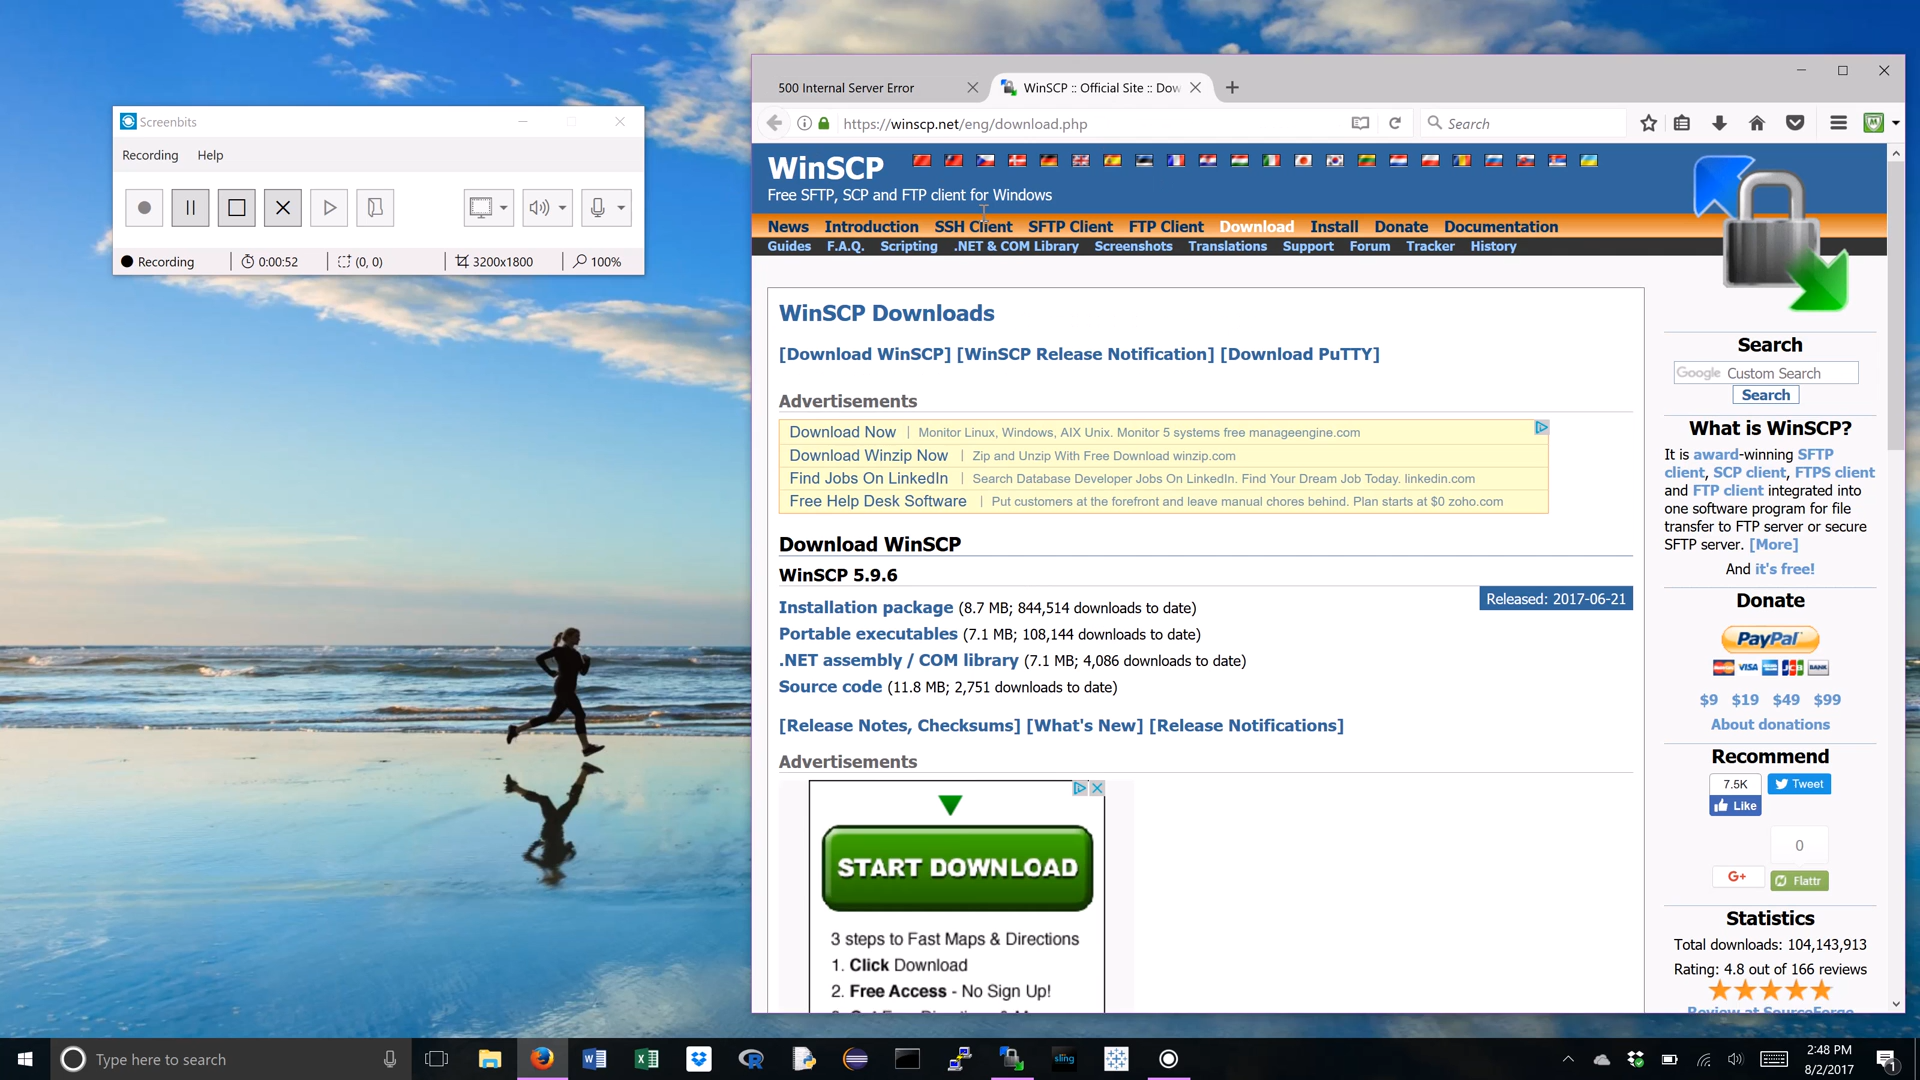 Screenbits
Recording Help
Recording 0:00:52 (0, 0) 3200x1800 100%
500 Internal Server Error
WinSCP :: Official Site :: Dow
https://winscp.net/eng/download.php
Search
WinSCP
Free SFTP, SCP and FTP client for Windows
News Introduction SSH Client SFTP Client FTP Client Download Install Donate Documentation
Guides F.A.Q. Scripting .NET & COM Library Screenshots Translations Support Forum Tracker History
WinSCP Downloads
[Download WinSCP] [WinSCP Release Notification] [Download PuTTY]
Advertisements
Download Now | Monitor Linux, Windows, AIX Unix. Monitor 5 systems free manageengine.com
Download Winzip Now | Zip and Unzip With Free Download winzip.com
Find Jobs On LinkedIn | Search Database Developer Jobs On LinkedIn. Find Your Dream Job Today. linkedin.com
Free Help Desk Software | Put customers at the forefront and leave manual chores behind. Plan starts at $0 zoho.com
Download WinSCP
WinSCP 5.9.6
Released: 2017-06-21
Installation package (8.7 MB; 844,514 downloads to date)
Portable executables (7.1 MB; 108,144 downloads to date)
.NET assembly / COM library (7.1 MB; 4,086 downloads to date)
Source code (11.8 MB; 2,751 downloads to date)
[Release Notes, Checksums] [What's New] [Release Notifications]
Advertisements
START DOWNLOAD
3 steps to Fast Maps & Directions
1. Click Download
2. Free Access - No Sign Up!
Search
Google Custom Search
Search
What is WinSCP?
It is award-winning SFTP
client, SCP client, FTPS client
and FTP client integrated into
one software program for file
transfer to FTP server or secure
SFTP server. [More]
And it's free!
Donate
PayPal
VISA JCB BANK
$9 $19 $49 $99
About donations
Recommend
7.5K
Like
Tweet
0
G+
Flattr
Statistics
Total downloads: 104,143,913
Rating: 4.8 out of 166 reviews
Review at SourceForge
Type here to search
sling
2:48 PM
8/2/2017
1